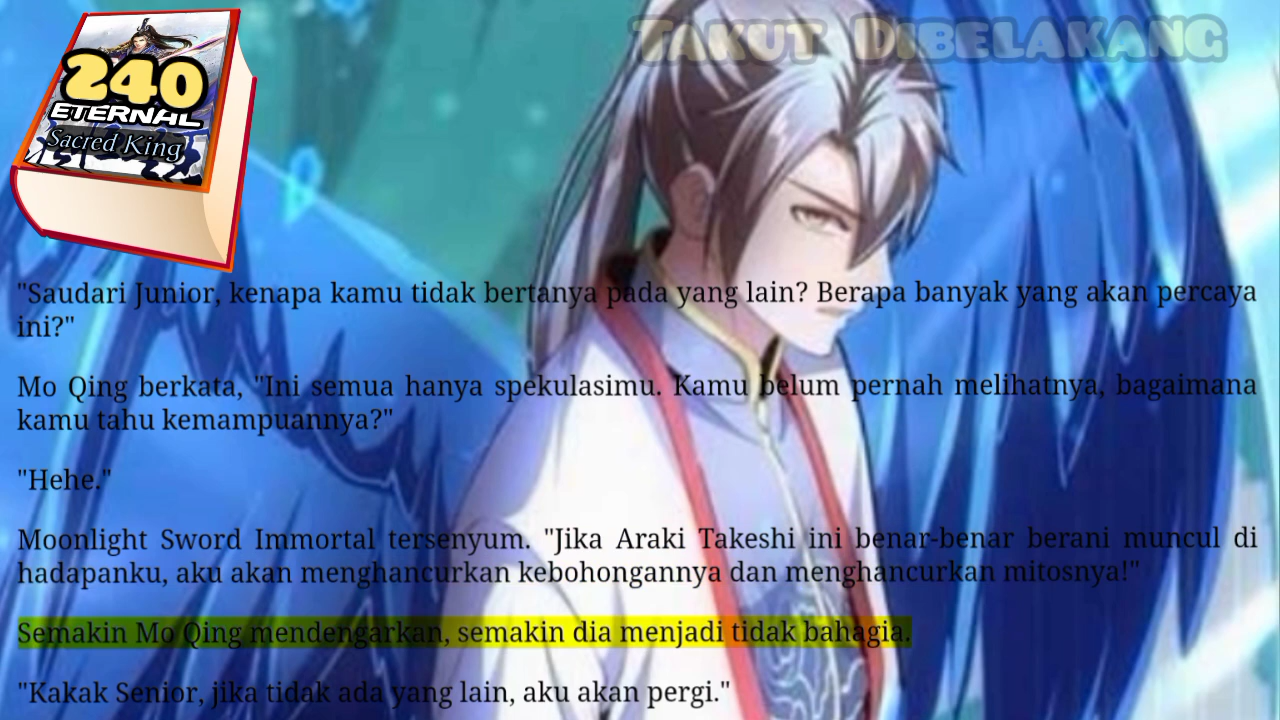 Takut Dibelakang
240
ETERNAL
Sacred King
"Saudari Junior, kenapa kamu tidak bertanya pada yang lain? Berapa banyak yang akan percaya
ini?"
Mo Qing berkata, "Ini semua hanya spekulasimu. Kamu belum pernah melihatnya, bagaimana
kamu tahu kemampuannya?"
"Hehe."
Moonlight Sword Immortal tersenyum. "Jika Araki Takeshi ini benar-benar berani muncul di
hadapanku, aku akan menghancurkan kebohongannya dan menghancurkan mitosnya!"
Semakin Mo Qing mendengarkan, semakin dia menjadi tidak bahagia.
"Kakak Senior, jika tidak ada yang lain, aku akan pergi."